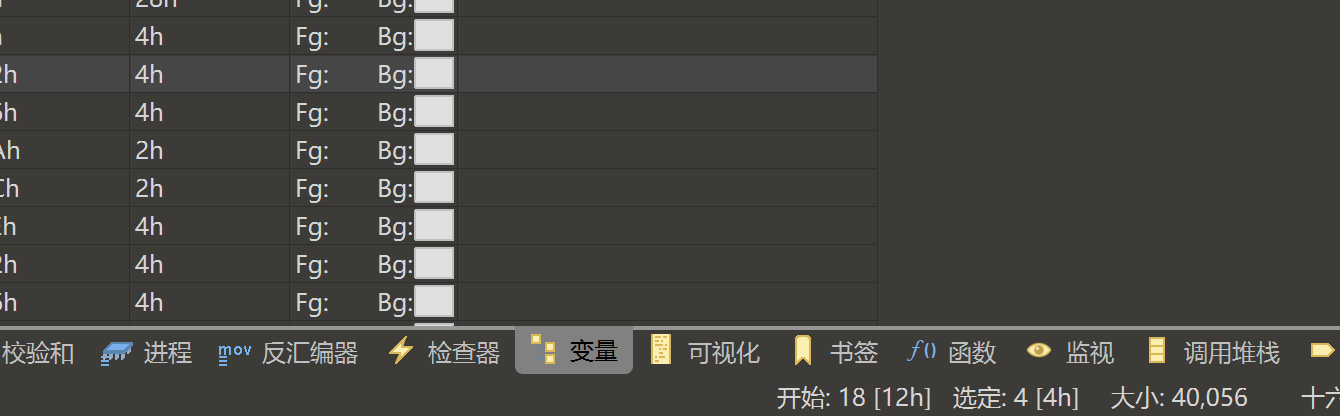 28h Fg: Bg:
4h Fg: Bg:
2h 4h Fg: Bg:
4h Fg: Bg:
Ah 2h Fg: Bg:
Ch 2h Fg: Bg:
Eh 4h Fg: Bg:
2h 4h Fg: Bg:
6h 4h Fg: Bg:
校验和 进程 mov 反汇编器 检查器 变量 可视化 书签 f() 函数 监视 调用堆栈
开始: 18 [12h] 选定: 4 [4h] 大小: 40,056 十六